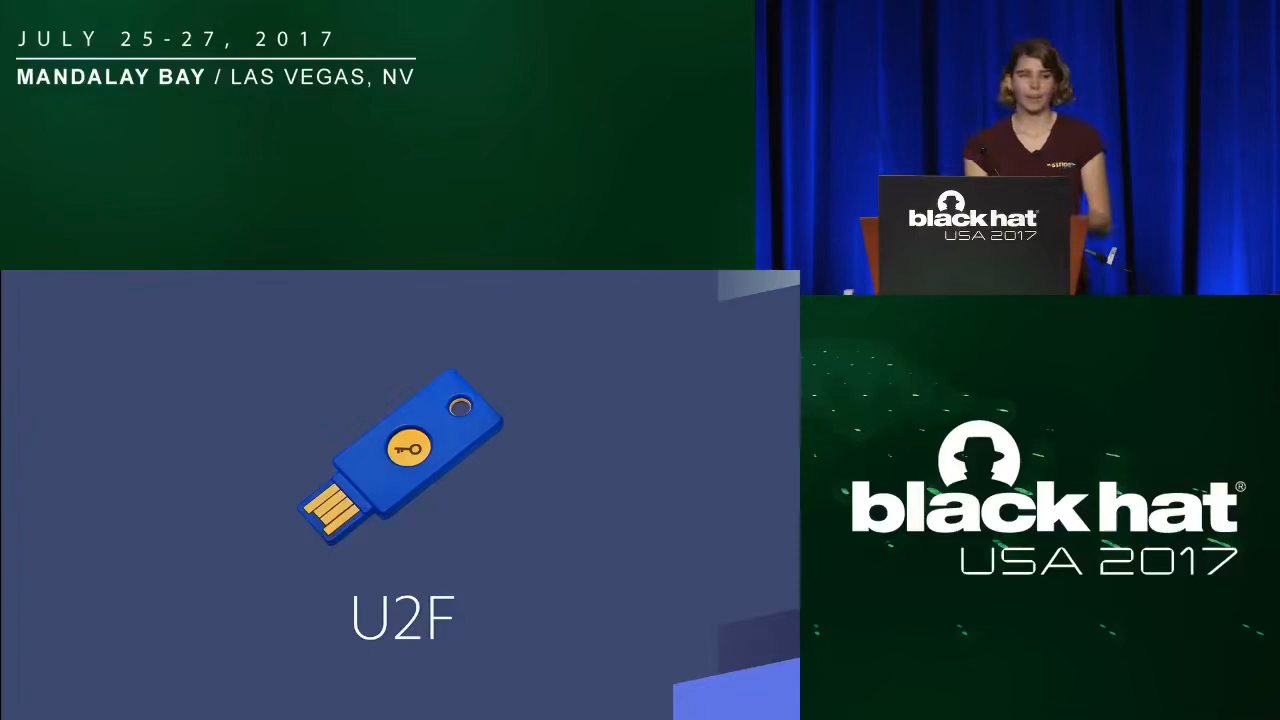 JULY 25-27, 2017
MANDALAY BAY / LAS VEGAS, NV
black hat
USA 2017
U2F
black hat®
USA 2017